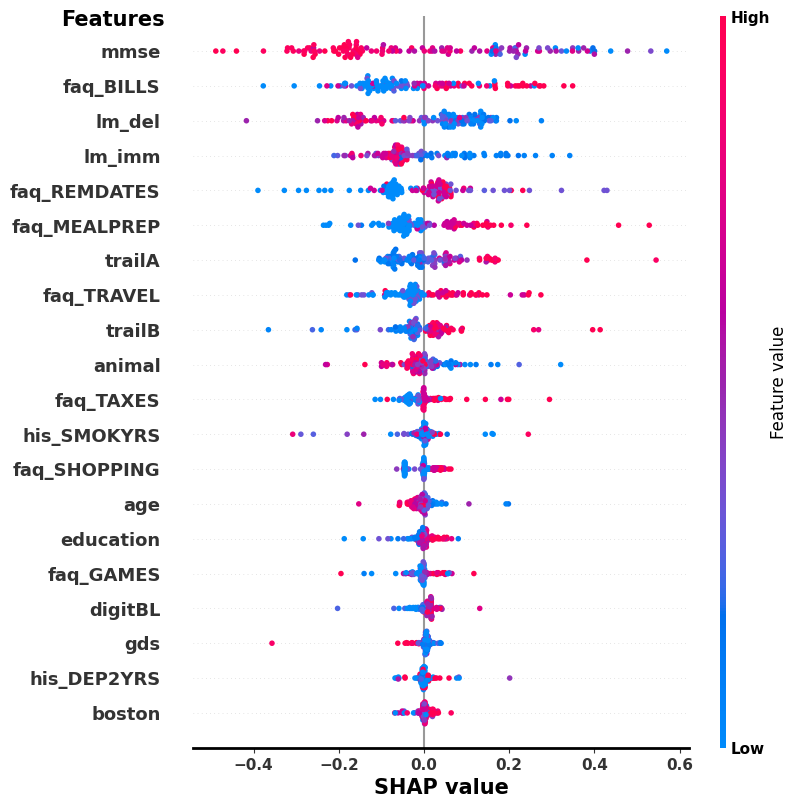 Features
High
mmse
faq_BILLS
lm_del
lm_imm
faq_REMDATES
faq_MEALPREP
trailA
faq_TRAVEL
trailB
animal
faq_TAXES
his_SMOKYRS
faq_SHOPPING
age
education
faq_GAMES
digitBL
gds
his_DEP2YRS
boston
Feature value
Low
−0.4 −0.2 0.0 0.2 0.4 0.6
SHAP value